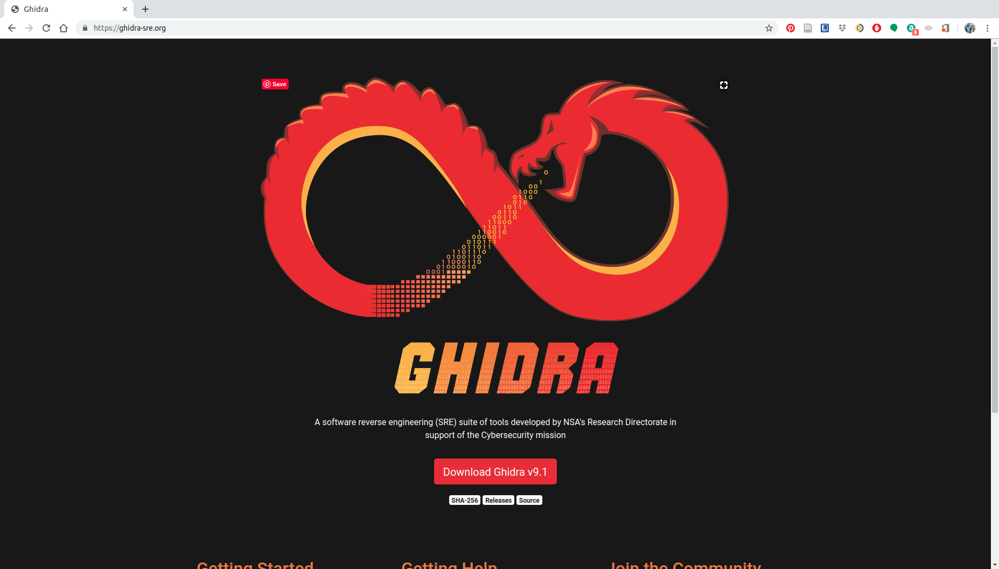 Ghidra
https://ghidra-sre.org
8
Save
GHIDRA
A software reverse engineering (SRE) suite of tools developed by NSA's Research Directorate in
support of the Cybersecurity mission
Download Ghidra v9.1
SHA-256 Releases Source
Getting Started Getting Help Join the Community